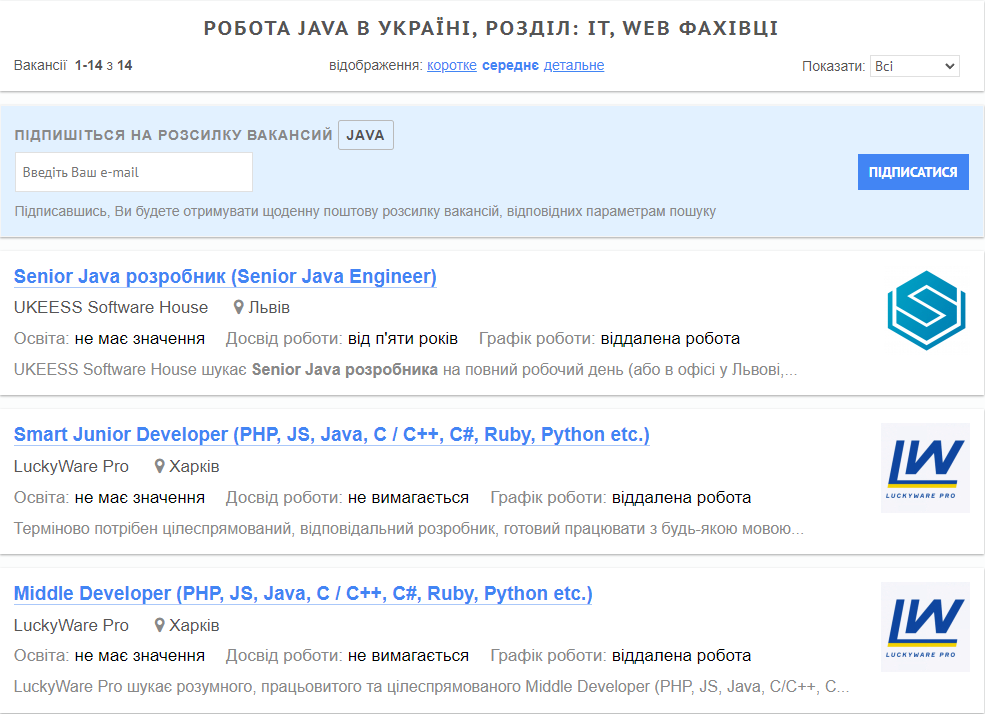 РОБОТА JAVA В УКРАЇНІ, РОЗДІЛ: IT, WEB ФАХІВЦІ
Вакансії 1-14 з 14 відображення: коротке середнє детальне Показати: Всі
ПІДПИШІТЬСЯ НА РОЗСИЛКУ ВАКАНСИЙ JAVA
Введіть Ваш e-mail ПІДПИСАТИСЯ
Підписавшись, Ви будете отримувати щоденну поштову розсилку вакансій, відповідних параметрам пошуку
Senior Java розробник (Senior Java Engineer)
UKEESS Software House Львів
Освіта: не має значення Досвід роботи: від п'яти років Графік роботи: віддалена робота
UKEESS Software House шукає Senior Java розробника на повний робочий день (або в офісі у Львові,...
Smart Junior Developer (PHP, JS, Java, C / C++, C#, Ruby, Python etc.)
LuckyWare Pro Харків
LW
LUCKYWARE PRO
Освіта: не має значення Досвід роботи: не вимагається Графік роботи: віддалена робота
Терміново потрібен цілеспрямований, відповідальний розробник, готовий працювати з будь-якою мовою...
Middle Developer (PHP, JS, Java, C / C++, C#, Ruby, Python etc.)
LuckyWare Pro Харків
LW
LUCKYWARE PRO
Освіта: не має значення Досвід роботи: не вимагається Графік роботи: віддалена робота
LuckyWare Pro шукає розумного, працьовитого та цілеспрямованого Middle Developer (PHP, JS, Java, C/C++, C...